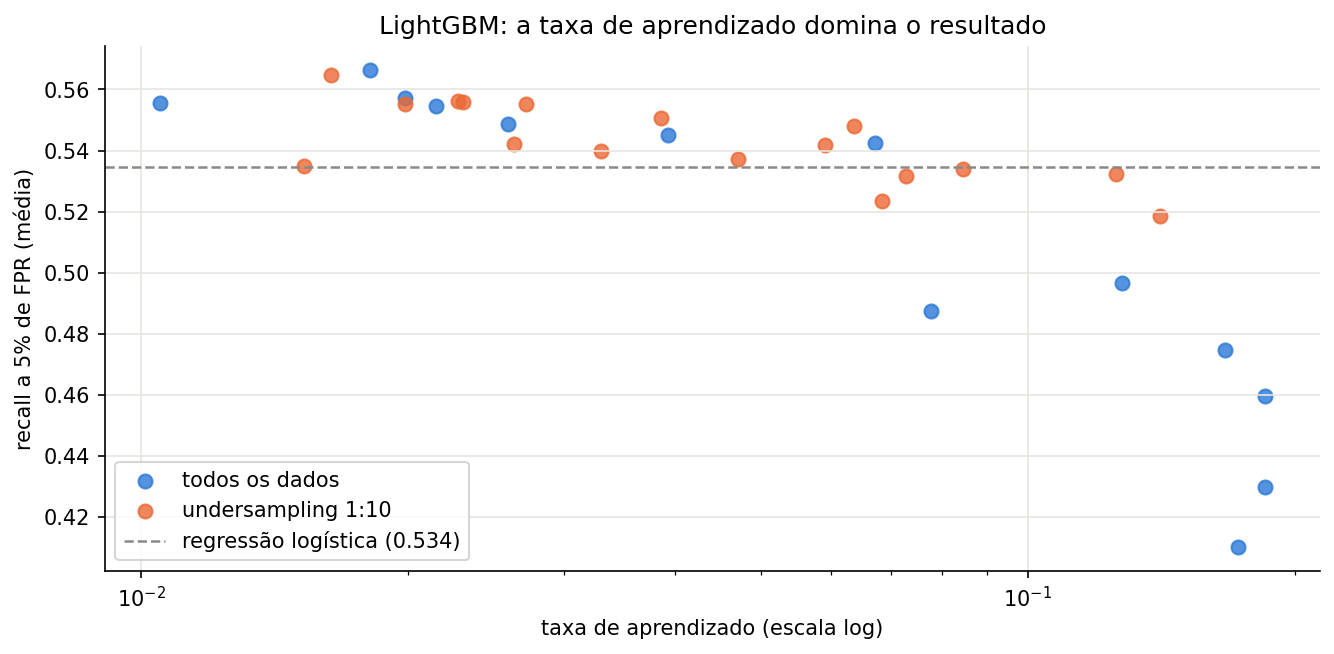 LightGBM: a taxa de aprendizado domina o resultado
recall a 5% de FPR (média)
0.56
0.54
0.52
0.50
0.48
0.46
0.44
0.42
todos os dados
undersampling 1:10
regressão logística (0.534)
10⁻²
10⁻¹
taxa de aprendizado (escala log)